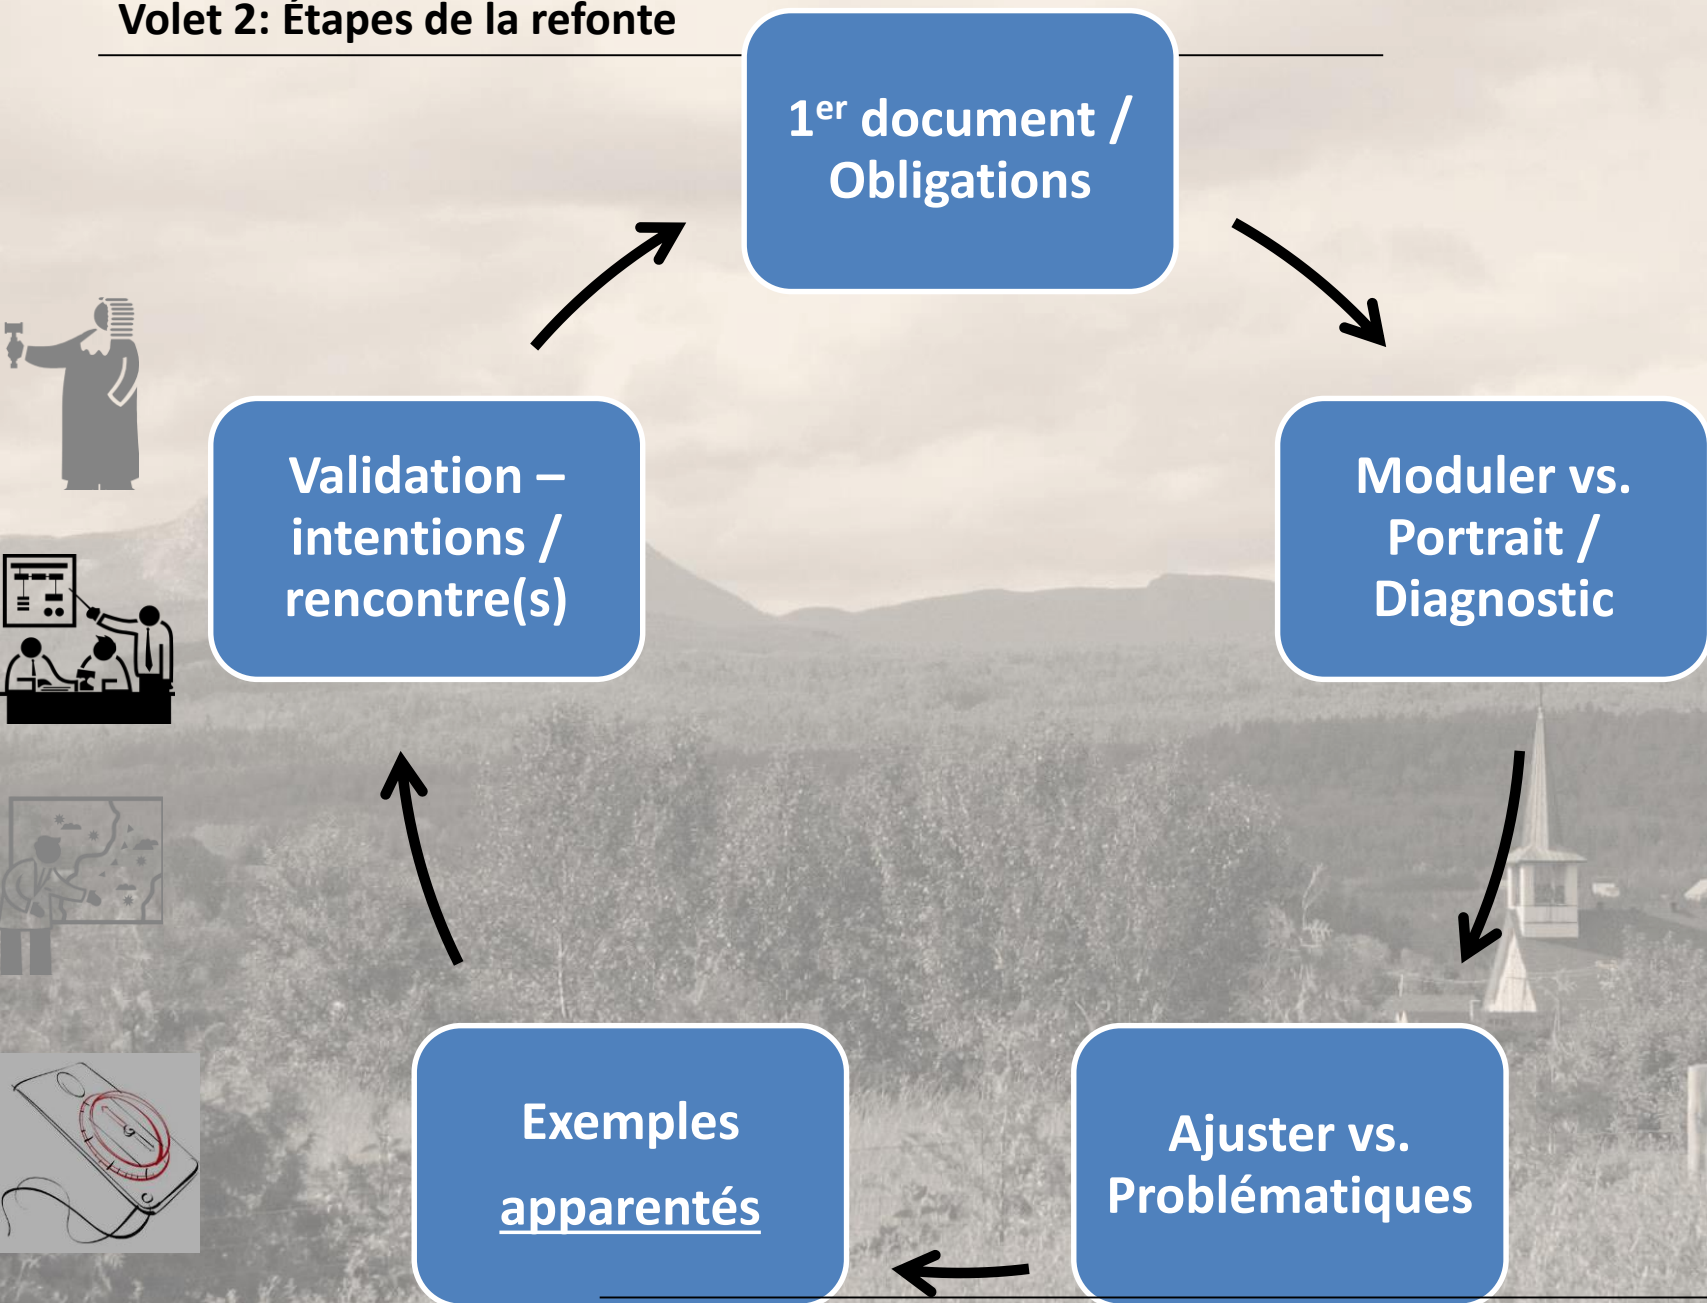 Volet 2: Étapes de la refonte
1er document /
Obligations
Moduler vs.
Portrait /
Diagnostic
Ajuster vs.
Problématiques
Exemples
apparentés
Validation –
intentions /
rencontre(s)